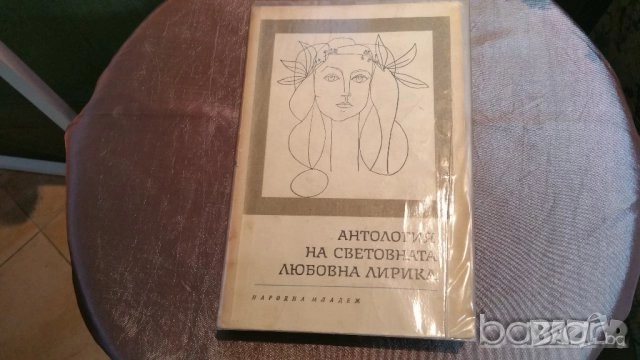 АНТОЛОГИЯ
НА СВЕТОВНАТА
ЛЮБОВНА ЛИРИКА
НАРОДНА МЛАДЕЖ